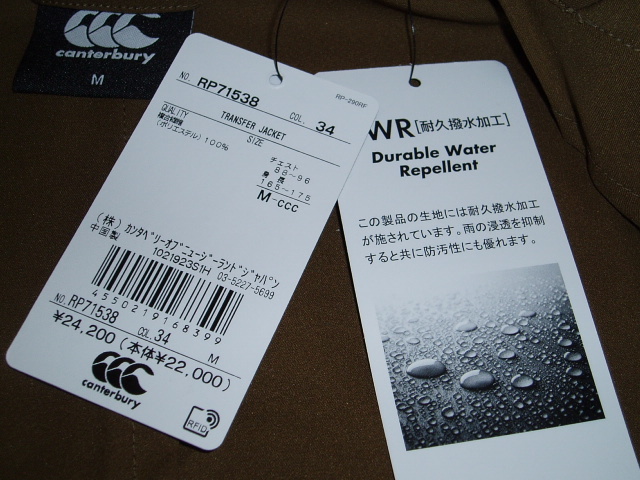 canterbury
M
NO. RP71538 COL. 34
RP-290RF
QUALITY TRANSFER JACKET
SIZE
(ポリエステル) 100%
チェスト
88-96
身長
165-175
M-CCC
(株) カンタベリーオブニュージーランドジャパン
中国製 1021923S1H 03-5227-5699
4550219168399
NO. RP71538 COL. 34 M
¥24,200 (本体¥22,000)
canterbury
RFID
WR [耐久撥水加工]
Durable Water
Repellent
この製品の生地には耐久撥水加工
が施されています。雨の浸透を抑制
すると共に防汚性にも優れます。